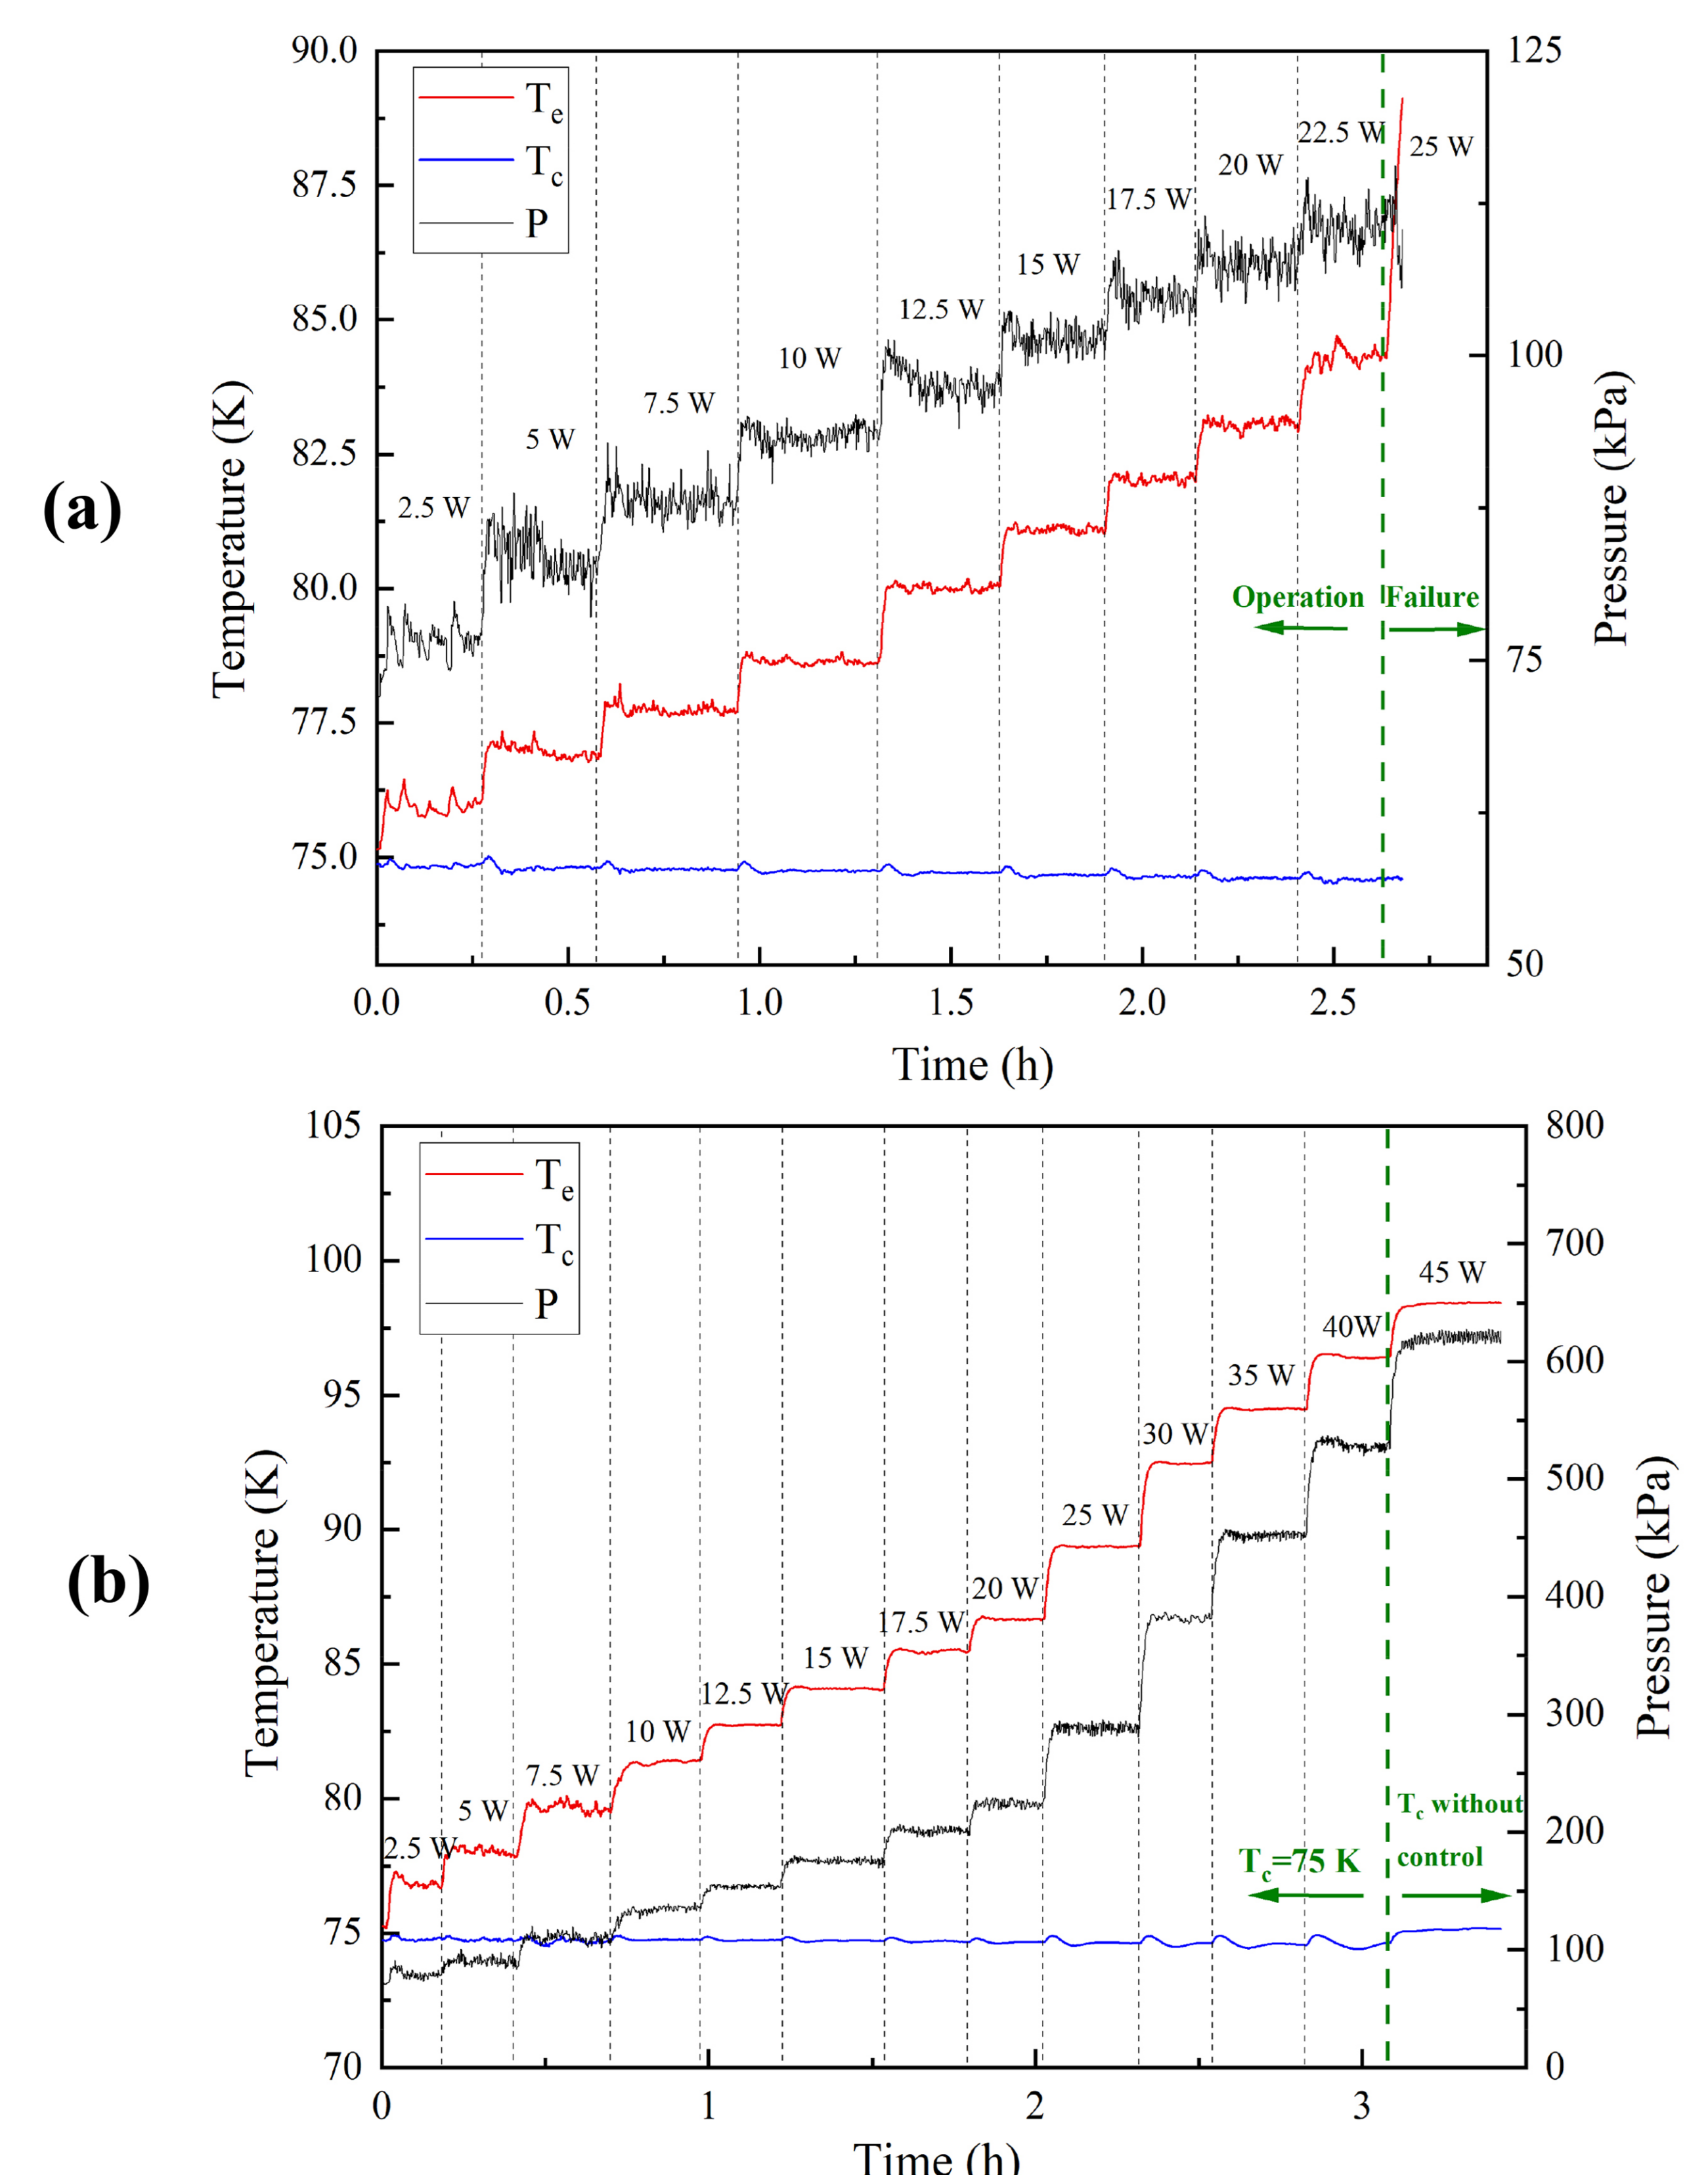 (a)
Temperature (K)
90.0
87.5
85.0
82.5
80.0
77.5
75.0
Te
Tc
P
2.5 W
5 W
7.5 W
10 W
12.5 W
15 W
17.5 W
20 W
22.5 W
25 W
Operation
Failure
125
100
75
50
Pressure (kPa)
0.0 0.5 1.0 1.5 2.0 2.5
Time (h)
(b)
Temperature (K)
105
100
95
90
85
80
75
70
Te
Tc
P
2.5 W
5 W
7.5 W
10 W
12.5 W
15 W
17.5 W
20 W
25 W
30 W
35 W
40W
45 W
Tc=75 K
Tc without
control
800
700
600
500
400
300
200
100
0
Pressure (kPa)
0 1 2 3
Time (h)